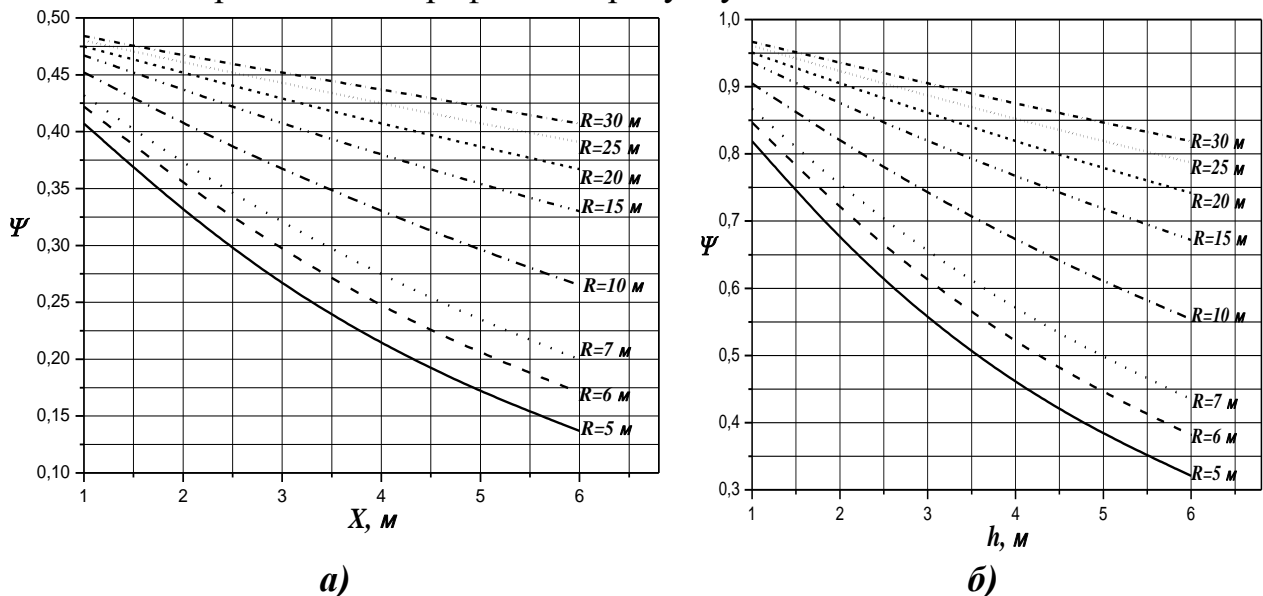 0,50
0,45
0,40
0,35
0,30
0,25
0,20
0,15
0,10
Ψ
R=30 м
R=25 м
R=20 м
R=15 м
R=10 м
R=7 м
R=6 м
R=5 м
1 2 3 4 5 6
X, м
а)
1,0
0,9
0,8
0,7
0,6
0,5
0,4
0,3
Ψ
R=30 м
R=25 м
R=20 м
R=15 м
R=10 м
R=7 м
R=6 м
R=5 м
1 2 3 4 5 6
h, м
б)